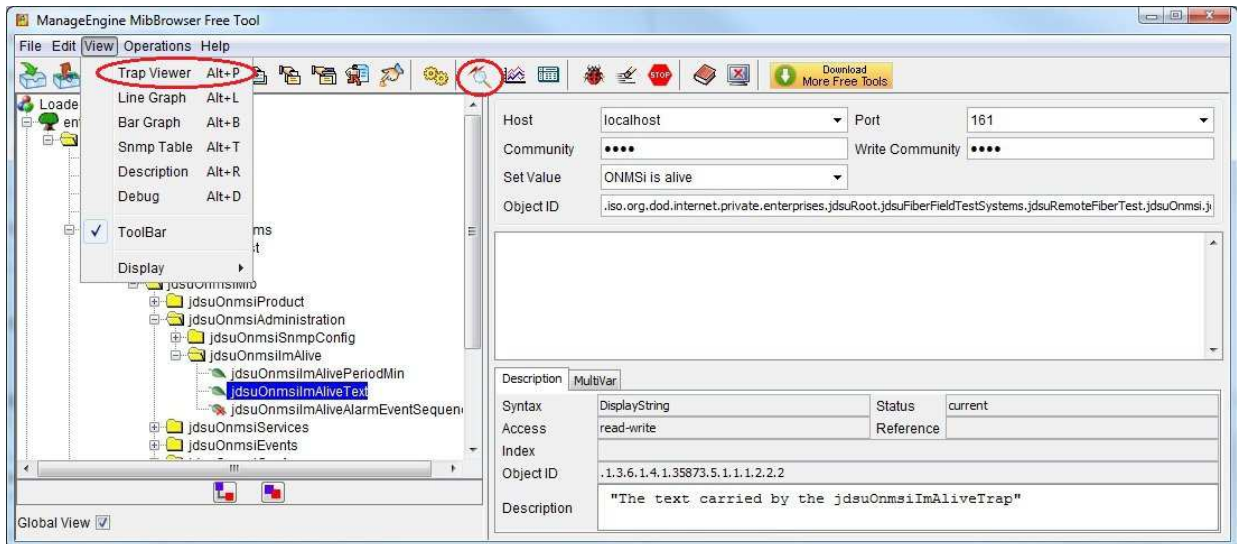 ManageEngine MibBrowser Free Tool
File Edit View Operations Help
Trap Viewer Alt+P
Line Graph Alt+L
Bar Graph Alt+B
Snmp Table Alt+T
Description Alt+R
Debug Alt+D
ToolBar
Display
STOP
Download
More Free Tools
Loade
en
ms
st
jdsuOnmsiMib
jdsuOnmsiProduct
jdsuOnmsiAdministration
jdsuOnmsiSnmpConfig
jdsuOnmsiImAlive
jdsuOnmsiImAlivePeriodMin
jdsuOnmsiImAliveText
jdsuOnmsiImAliveAlarmEventSequen
jdsuOnmsiServices
jdsuOnmsiEvents
Global View
Host localhost Port 161
Community •••• Write Community ••••
Set Value ONMSi is alive
Object ID .iso.org.dod.internet.private.enterprises.jdsuRoot.jdsuFiberFieldTestSystems.jdsuRemoteFiberTest.jdsuOnmsi.j
Description MultiVar
Syntax DisplayString Status current
Access read-write Reference
Index
Object ID .1.3.6.1.4.1.35873.5.1.1.1.2.2.2
Description "The text carried by the jdsuOnmsiImAliveTrap"